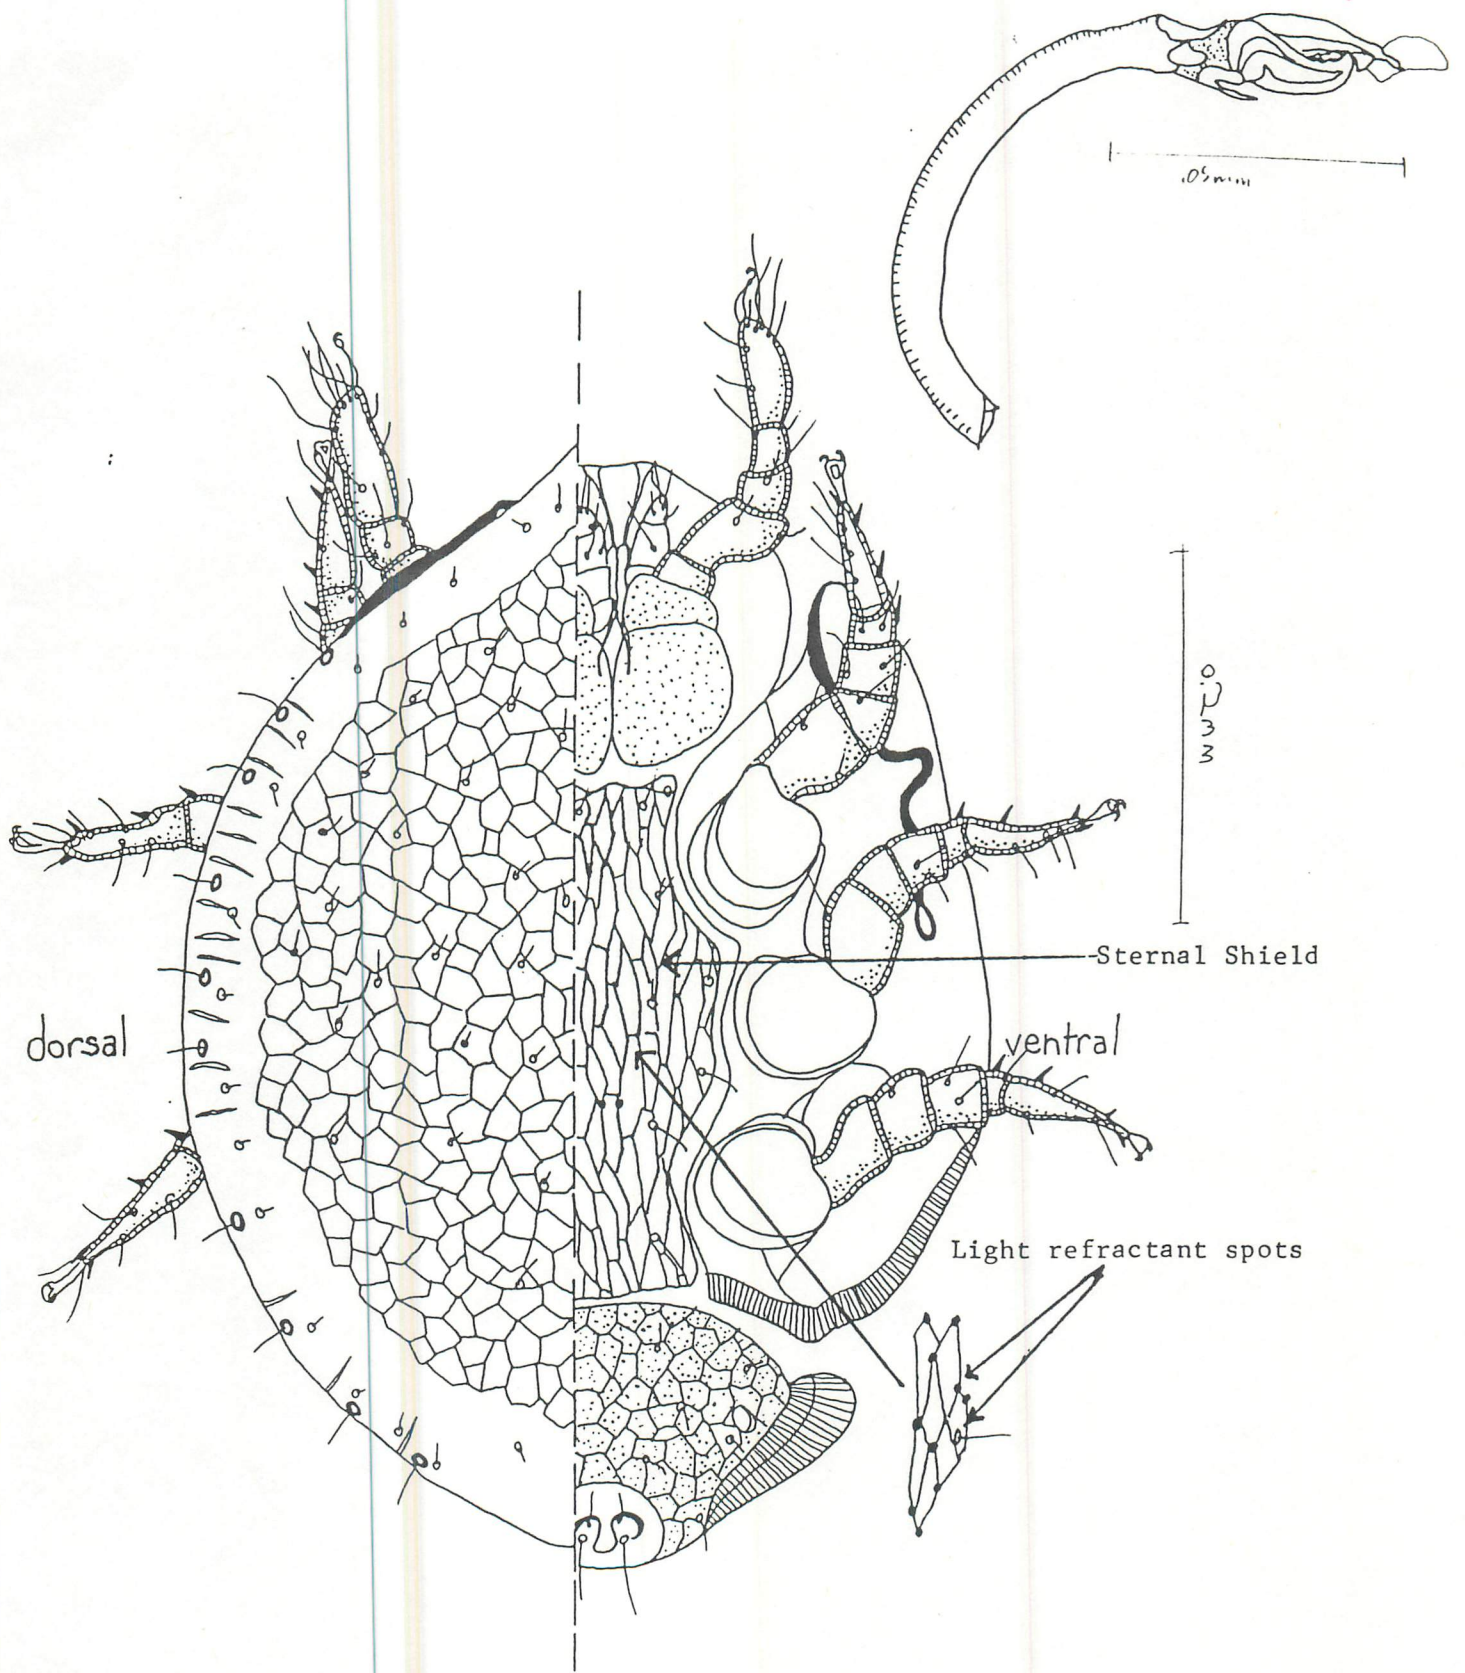 .05mm
Sternal Shield
dorsal
ventral
Light refractant spots